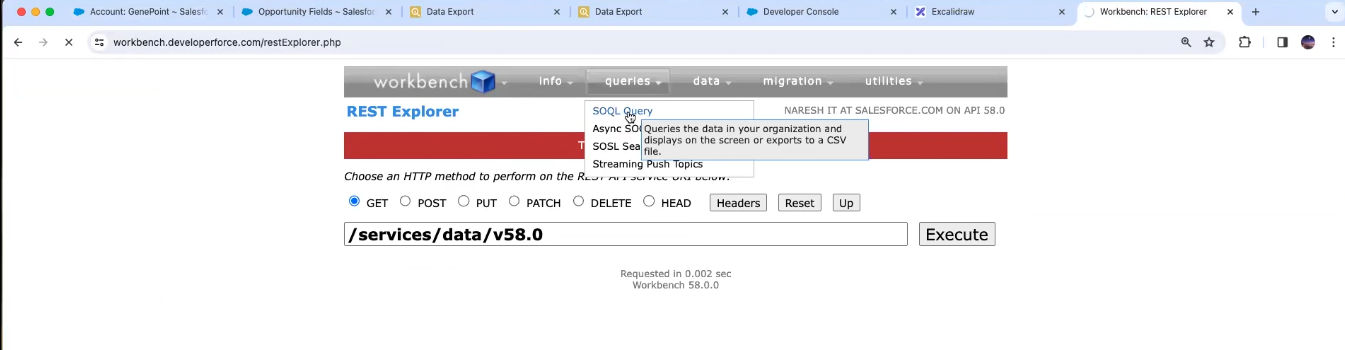 Account: GenePoint ~ Salesf
Opportunity Fields ~ Salesfor
Data Export
Data Export
Developer Console
Excalidraw
Workbench: REST Explorer
workbench.developerforce.com/restExplorer.php
workbench
info
queries
data
migration
utilities
REST Explorer
SOQL Query
NARESH IT AT SALESFORCE.COM ON API 58.0
Async SO
Queries the data in your organization and
displays on the screen or exports to a CSV
file.
SOSL Sea
T
Streaming Push Topics
Choose an HTTP method to perform on the REST API service URI below:
GET POST PUT PATCH DELETE HEAD Headers Reset Up
/services/data/v58.0 Execute
Requested in 0.002 sec
Workbench 58.0.0